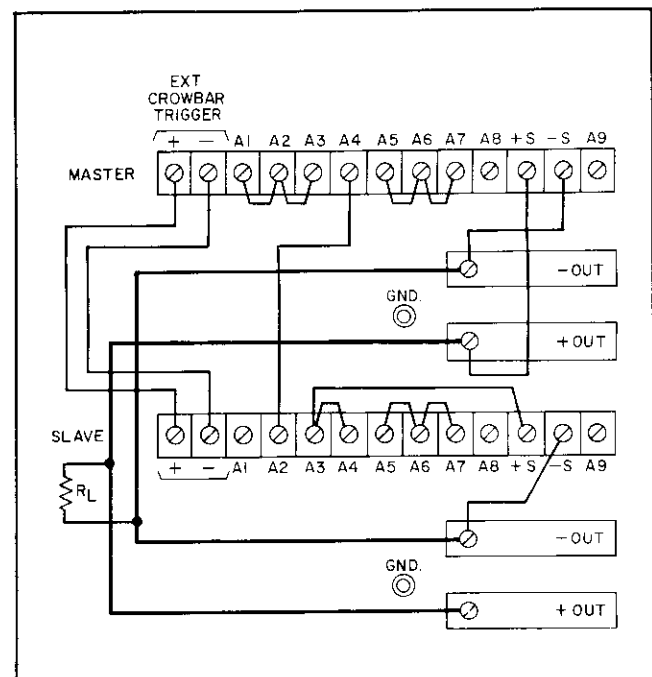 EXT
CROWBAR
TRIGGER
+ − A1 A2 A3 A4 A5 A6 A7 A8 +S −S A9
MASTER
−OUT
GND.
+OUT
SLAVE
+ − A1 A2 A3 A4 A5 A6 A7 A8 +S −S A9
RL
−OUT
GND.
+OUT